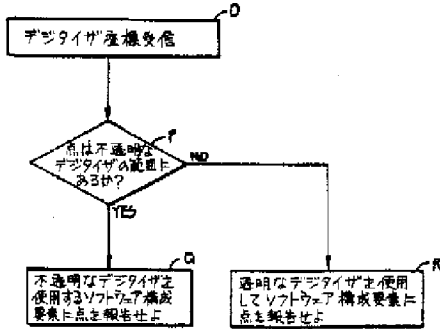 デジタイザ座標受信
O
点は不透明な
デジタイザの範囲に
あるか?
P
NO
YES
Q
不透明なデジタイザを
使用するソフトウェア構成
要素に点を報告せよ
R
透明なデジタイザを使用
してソフトウェア構成要素に
点を報告せよ